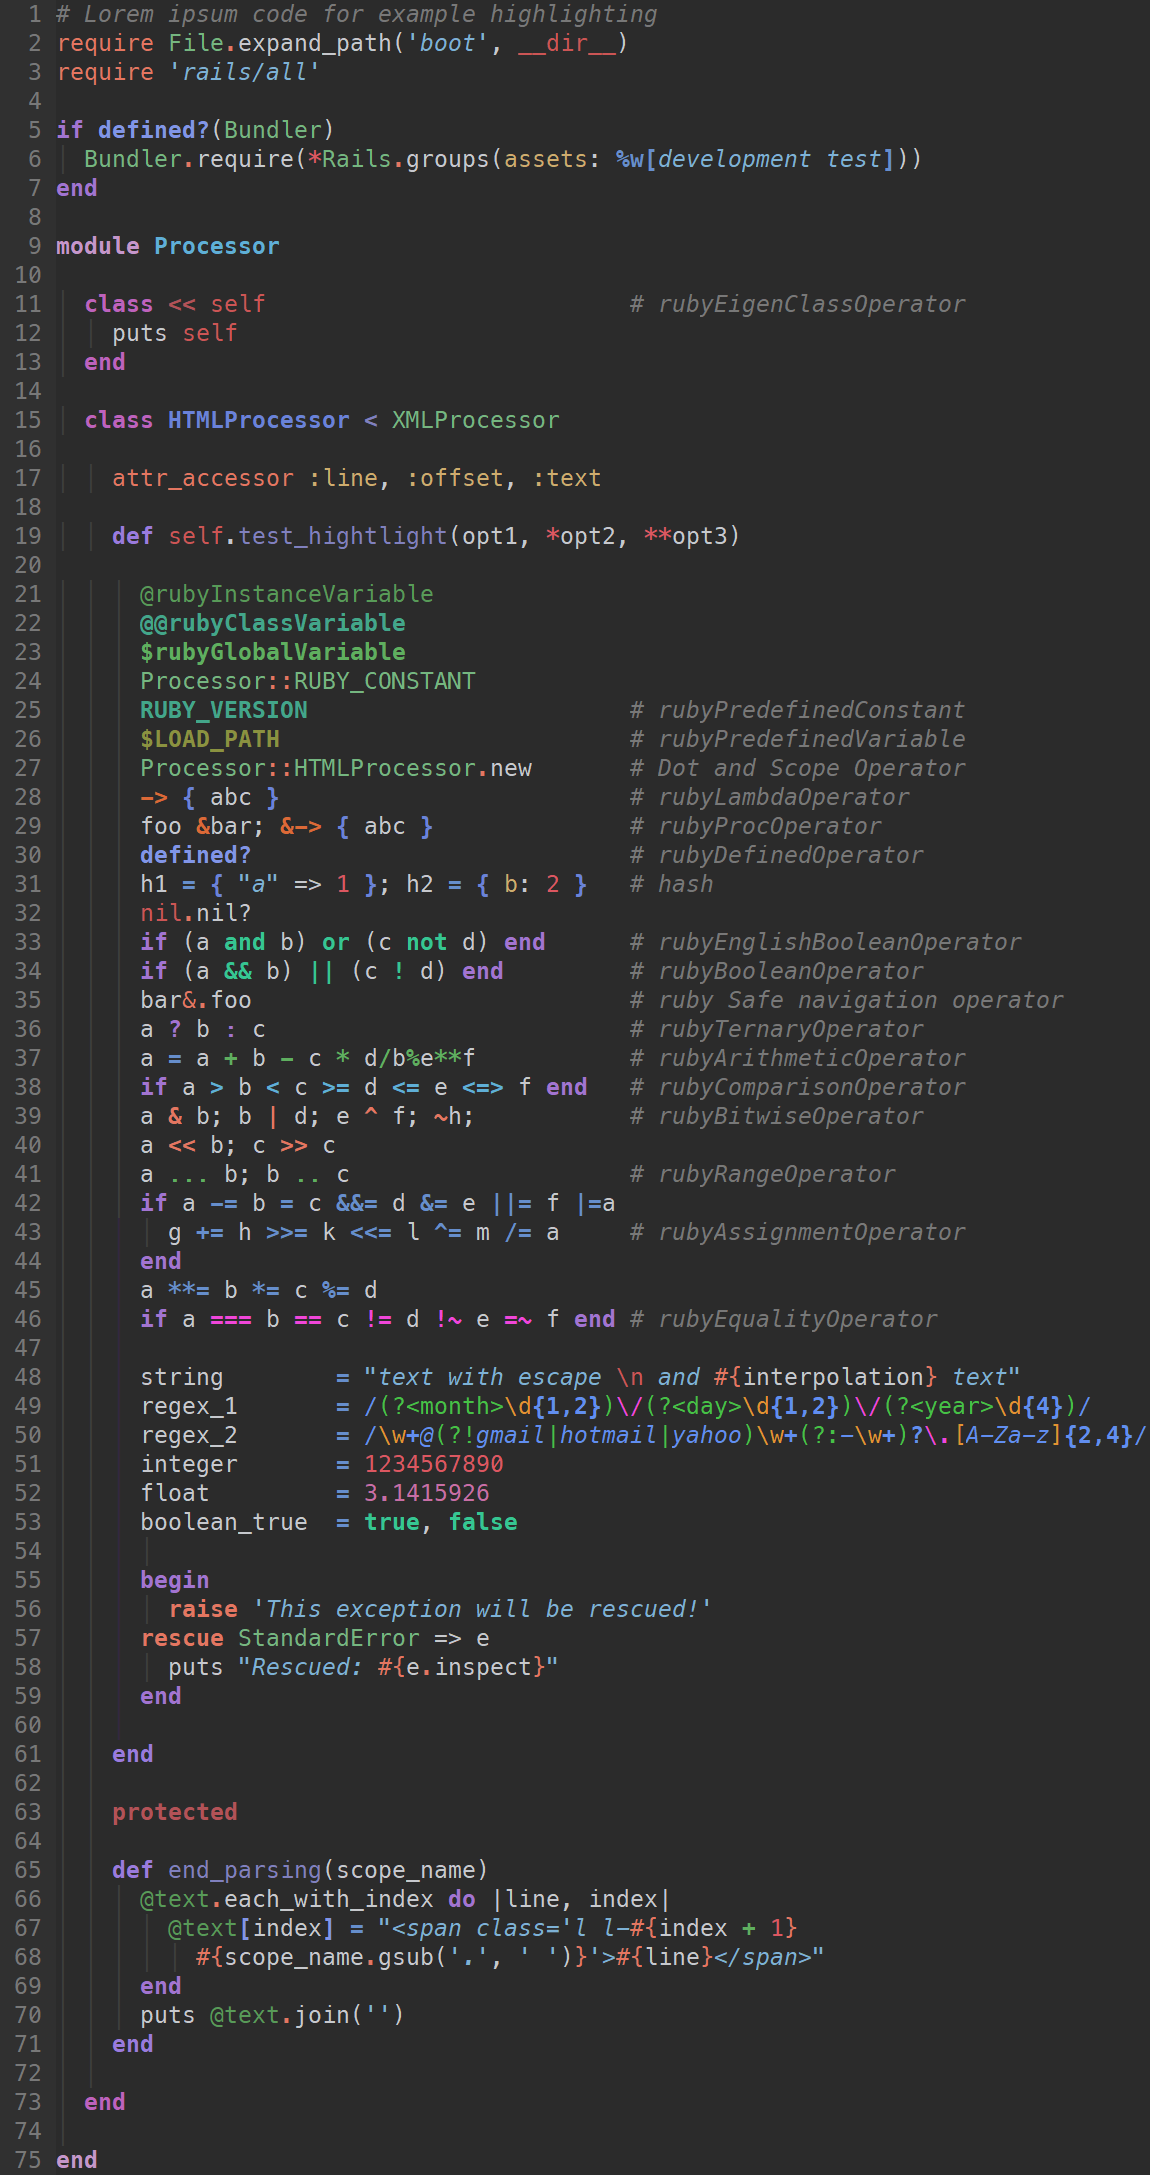 1 # Lorem ipsum code for example highlighting
2 require File.expand_path('boot', __dir__)
3 require 'rails/all'
4
5 if defined?(Bundler)
6   Bundler.require(*Rails.groups(assets: %w[development test]))
7 end
8
9 module Processor
10
11   class << self                          # rubyEigenClassOperator
12     puts self
13   end
14
15   class HTMLProcessor < XMLProcessor
16
17     attr_accessor :line, :offset, :text
18
19     def self.test_hightlight(opt1, *opt2, **opt3)
20
21       @rubyInstanceVariable
22       @@rubyClassVariable
23       $rubyGlobalVariable
24       Processor::RUBY_CONSTANT
25       RUBY_VERSION                       # rubyPredefinedConstant
26       $LOAD_PATH                         # rubyPredefinedVariable
27       Processor::HTMLProcessor.new       # Dot and Scope Operator
28       -> { abc }                         # rubyLambdaOperator
29       foo &bar; &-> { abc }              # rubyProcOperator
30       defined?                           # rubyDefinedOperator
31       h1 = { "a" => 1 }; h2 = { b: 2 }   # hash
32       nil.nil?
33       if (a and b) or (c not d) end      # rubyEnglishBooleanOperator
34       if (a && b) || (c ! d) end         # rubyBooleanOperator
35       bar&.foo                           # ruby Safe navigation operator
36       a ? b : c                          # rubyTernaryOperator
37       a = a + b - c * d/b%e**f           # rubyArithmeticOperator
38       if a > b < c >= d <= e <=> f end   # rubyComparisonOperator
39       a & b; b | d; e ^ f; ~h;           # rubyBitwiseOperator
40       a << b; c >> c
41       a ... b; b .. c                    # rubyRangeOperator
42       if a -= b = c &&= d &= e ||= f |=a
43         g += h >>= k <<= l ^= m /= a     # rubyAssignmentOperator
44       end
45       a **= b *= c %= d
46       if a === b == c != d !~ e =~ f end # rubyEqualityOperator
47
48       string        = "text with escape \n and #{interpolation} text"
49       regex_1       = /(?<month>\d{1,2})\/(?<day>\d{1,2})\/(?<year>\d{4})/
50       regex_2       = /\w+@(?!gmail|hotmail|yahoo)\w+(?:-\w+)?\.[A-Za-z]{2,4}/
51       integer       = 1234567890
52       float         = 3.1415926
53       boolean_true  = true, false
54
55       begin
56         raise 'This exception will be rescued!'
57       rescue StandardError => e
58         puts "Rescued: #{e.inspect}"
59       end
60
61     end
62
63     protected
64
65     def end_parsing(scope_name)
66       @text.each_with_index do |line, index|
67         @text[index] = "<span class='l l-#{index + 1}
68           #{scope_name.gsub('.', ' ')}'>#{line}</span>"
69       end
70       puts @text.join('')
71     end
72
73   end
74
75 end